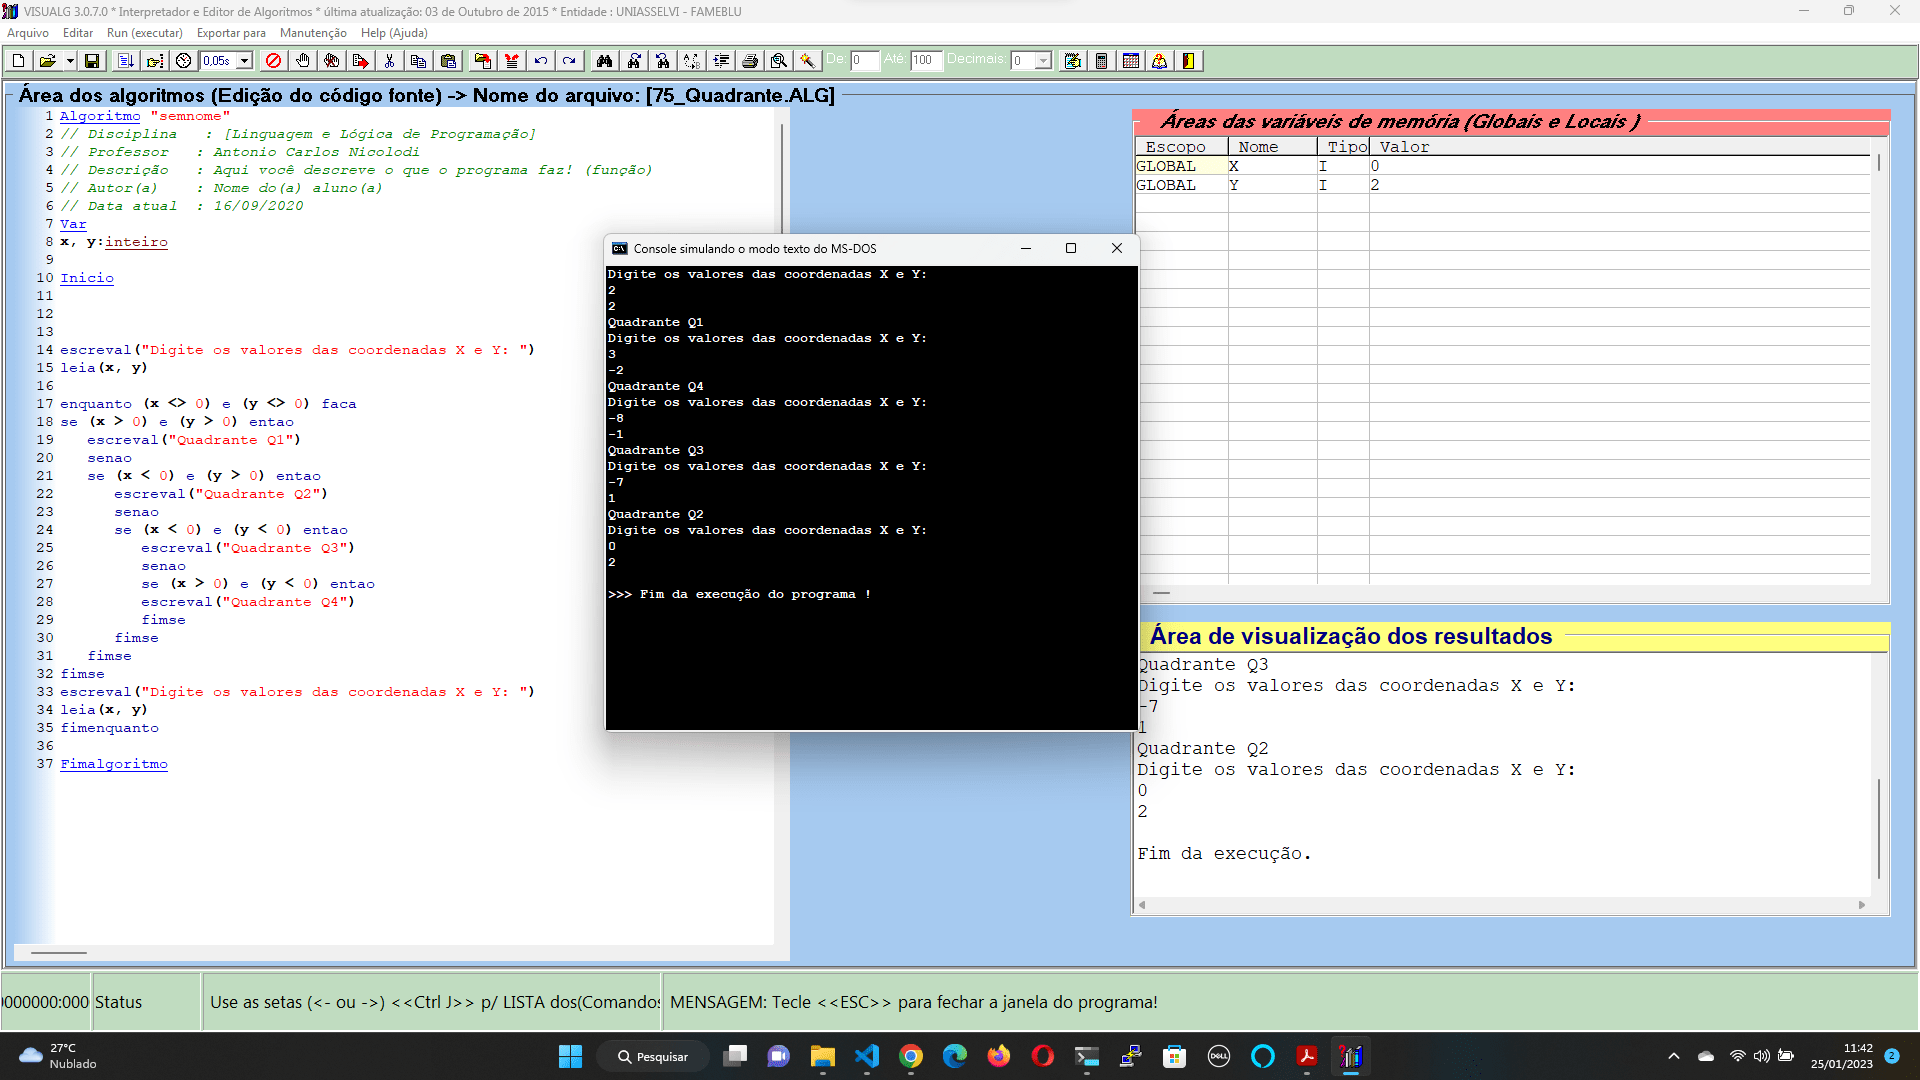 VISUALG 3.0.7.0 * Interpretador e Editor de Algoritmos * última atualização: 03 de Outubro de 2015 * Entidade : UNIASSELVI - FAMEBLU
Arquivo Editar Run (executar) Exportar para Manutenção Help (Ajuda)
0,05s De: 0 Até: 100 Decimais: 0
Área dos algoritmos (Edição do código fonte) -> Nome do arquivo: [75_Quadrante.ALG]
1 Algoritmo "semnome"
2 // Disciplina : [Linguagem e Lógica de Programação]
3 // Professor : Antonio Carlos Nicolodi
4 // Descrição : Aqui você descreve o que o programa faz! (função)
5 // Autor(a) : Nome do(a) aluno(a)
6 // Data atual : 16/09/2020
7 Var
8 x, y:inteiro
9
10 Inicio
11
12
13
14 escreval("Digite os valores das coordenadas X e Y: ")
15 leia(x, y)
16
17 enquanto (x <> 0) e (y <> 0) faca
18 se (x > 0) e (y > 0) entao
19 escreval("Quadrante Q1")
20 senao
21 se (x < 0) e (y > 0) entao
22 escreval("Quadrante Q2")
23 senao
24 se (x < 0) e (y < 0) entao
25 escreval("Quadrante Q3")
26 senao
27 se (x > 0) e (y < 0) entao
28 escreval("Quadrante Q4")
29 fimse
30 fimse
31 fimse
32 fimse
33 escreval("Digite os valores das coordenadas X e Y: ")
34 leia(x, y)
35 fimenquanto
36
37 Fimalgoritmo
Console simulando o modo texto do MS-DOS
Digite os valores das coordenadas X e Y:
2
2
Quadrante Q1
Digite os valores das coordenadas X e Y:
3
-2
Quadrante Q4
Digite os valores das coordenadas X e Y:
-8
-1
Quadrante Q3
Digite os valores das coordenadas X e Y:
-7
1
Quadrante Q2
Digite os valores das coordenadas X e Y:
0
2
>>> Fim da execução do programa !
Áreas das variáveis de memória (Globais e Locais )
Escopo Nome Tipo Valor
GLOBAL X I 0
GLOBAL Y I 2
Área de visualização dos resultados
Quadrante Q3
Digite os valores das coordenadas X e Y:
-7
1
Quadrante Q2
Digite os valores das coordenadas X e Y:
0
2
Fim da execução.
0000000:000 Status Use as setas (<- ou ->) <<Ctrl J>> p/ LISTA dos(Comandos MENSAGEM: Tecle <<ESC>> para fechar a janela do programa!
27°C
Nublado
Pesquisar
DELL
11:42
25/01/2023
2